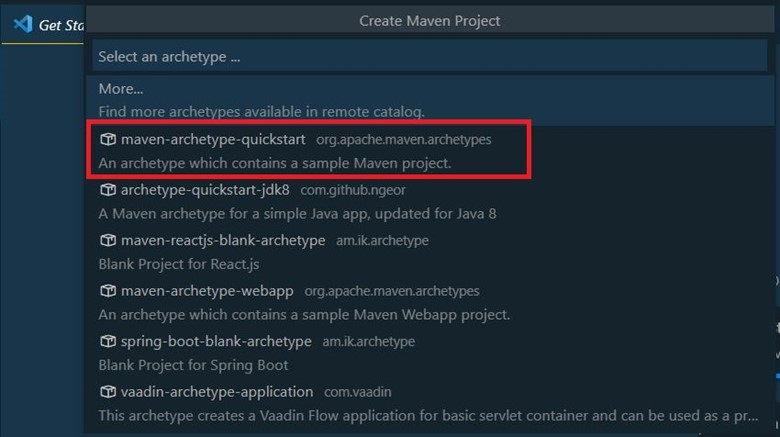 Get Sta
Create Maven Project
Select an archetype ...
More...
Find more archetypes available in remote catalog.
maven-archetype-quickstart org.apache.maven.archetypes
An archetype which contains a sample Maven project.
archetype-quickstart-jdk8 com.github.ngeor
A Maven archetype for a simple Java app, updated for Java 8
maven-reactjs-blank-archetype am.ik.archetype
Blank Project for React.js
maven-archetype-webapp org.apache.maven.archetypes
An archetype which contains a sample Maven Webapp project.
spring-boot-blank-archetype am.ik.archetype
Blank Project for Spring Boot
vaadin-archetype-application com.vaadin
This archetype creates a Vaadin Flow application for basic servlet container and can be used as a pr...